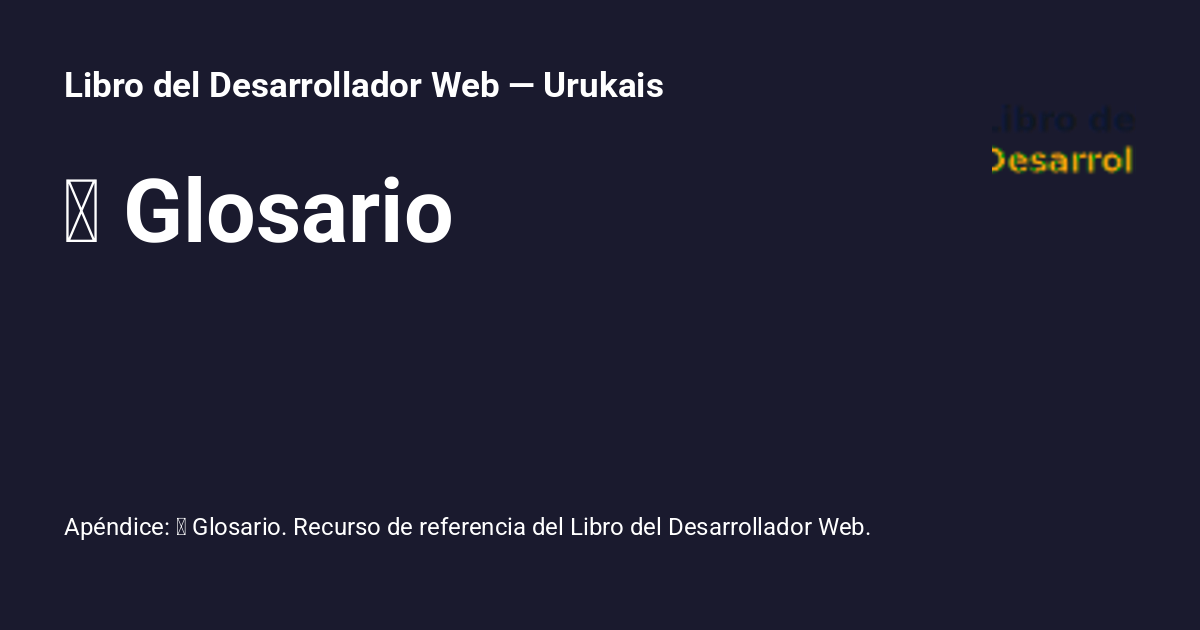 Libro del Desarrollador Web — Urukais
Libro de
Desarrol
Glosario
Apéndice: Glosario. Recurso de referencia del Libro del Desarrollador Web.